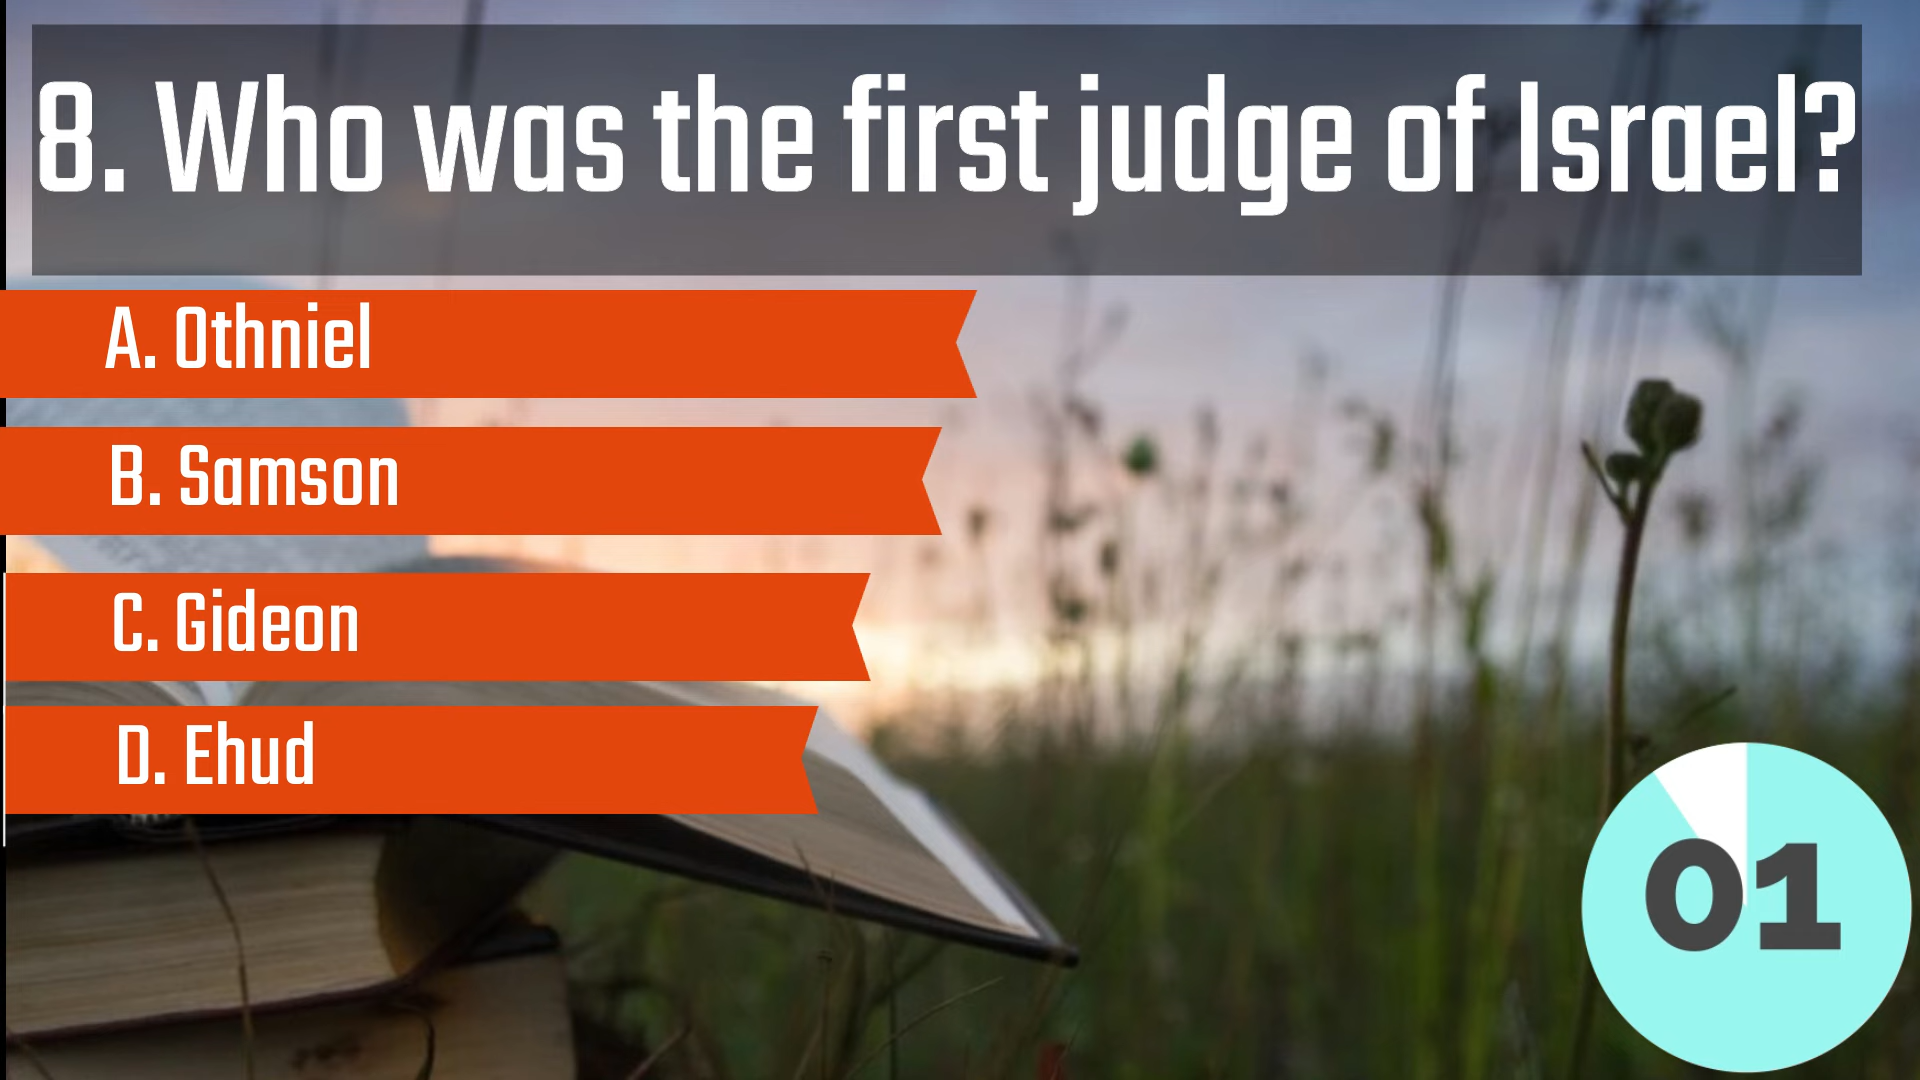 8. Who was the first judge of Israel?
A. Othniel
B. Samson
C. Gideon
D. Ehud
01